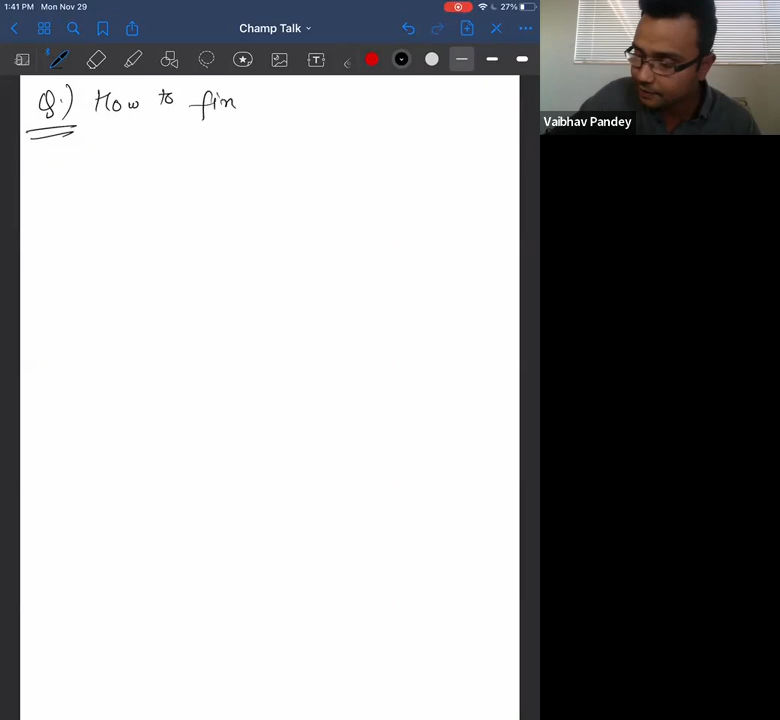 1:41 PM Mon Nov 29
27%
Champ Talk
T
Q.) How to fin
Vaibhav Pandey